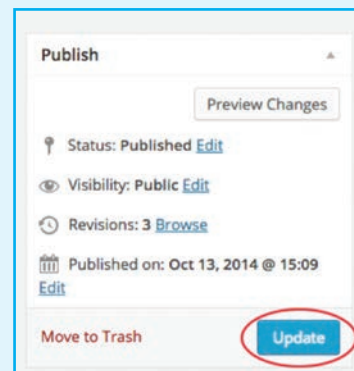 Publish
Preview Changes
Status: Published Edit
Visibility: Public Edit
Revisions: 3 Browse
Published on: Oct 13, 2014 @ 15:09
Edit
Move to Trash
Update